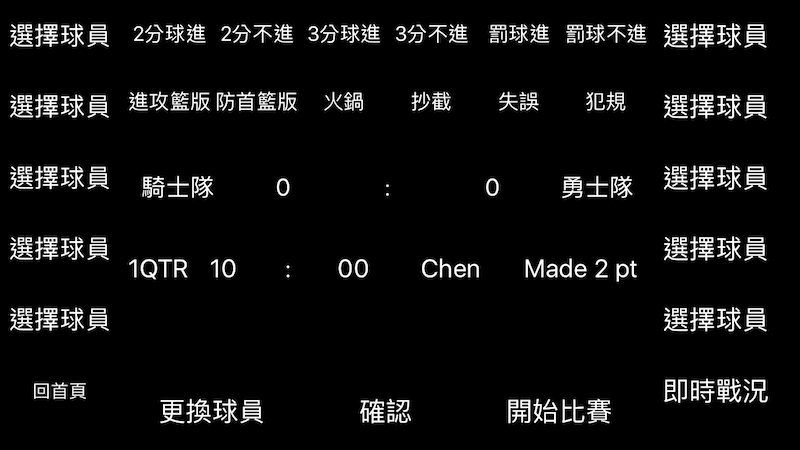 選擇球員 2分球進 2分不進 3分球進 3分不進 罰球進 罰球不進 選擇球員
選擇球員 進攻籃版 防首籃版 火鍋 抄截 失誤 犯規 選擇球員
選擇球員 騎士隊 0 : 0 勇士隊 選擇球員
選擇球員 1QTR 10 : 00 Chen Made 2 pt 選擇球員
選擇球員 選擇球員
回首頁 更換球員 確認 開始比賽 即時戰況